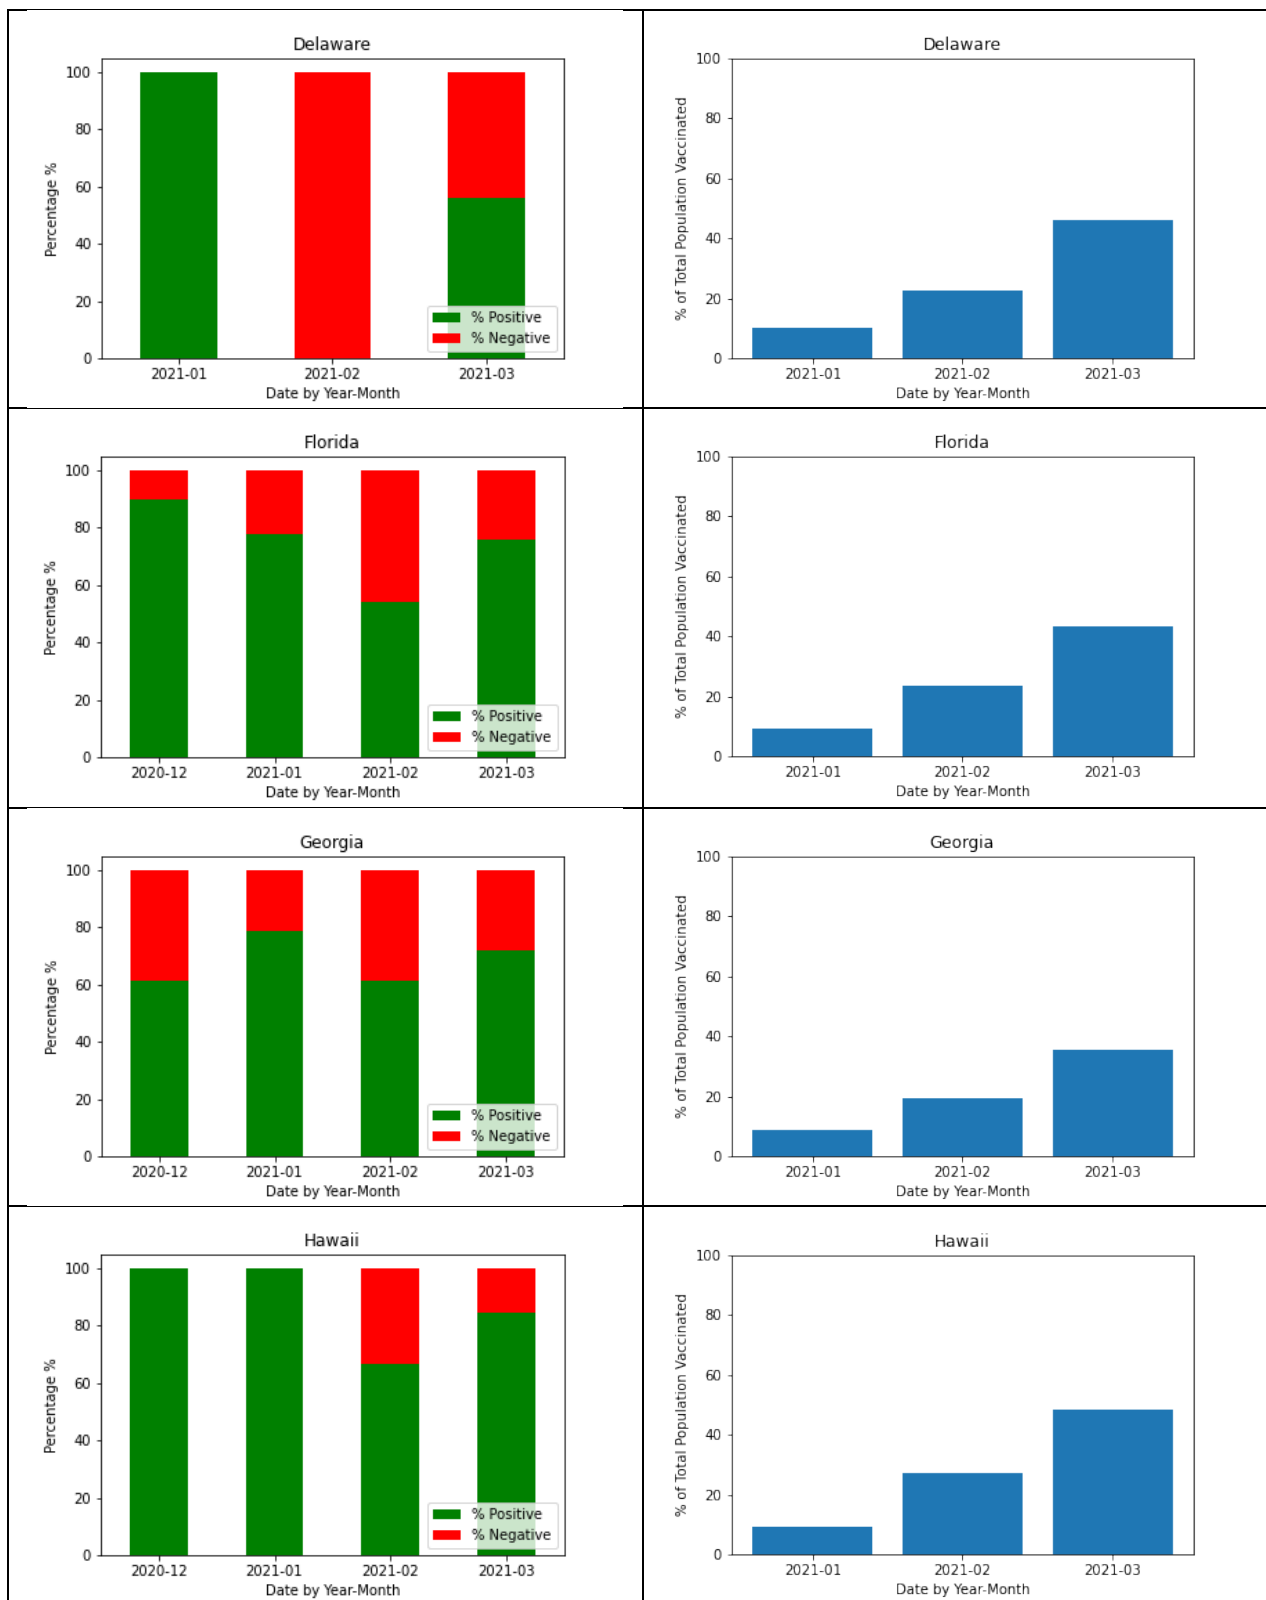 Delaware
100
80
60
40
20
0
Percentage %
% Positive
% Negative
2021-01 2021-02 2021-03
Date by Year-Month
Delaware
100
80
60
40
20
0
% of Total Population Vaccinated
2021-01 2021-02 2021-03
Date by Year-Month
Florida
100
80
60
40
20
0
Percentage %
% Positive
% Negative
2020-12 2021-01 2021-02 2021-03
Date by Year-Month
Florida
100
80
60
40
20
0
% of Total Population Vaccinated
2021-01 2021-02 2021-03
Date by Year-Month
Georgia
100
80
60
40
20
0
Percentage %
% Positive
% Negative
2020-12 2021-01 2021-02 2021-03
Date by Year-Month
Georgia
100
80
60
40
20
0
% of Total Population Vaccinated
2021-01 2021-02 2021-03
Date by Year-Month
Hawaii
100
80
60
40
20
0
Percentage %
% Positive
% Negative
2020-12 2021-01 2021-02 2021-03
Date by Year-Month
Hawaii
100
80
60
40
20
0
% of Total Population Vaccinated
2021-01 2021-02 2021-03
Date by Year-Month